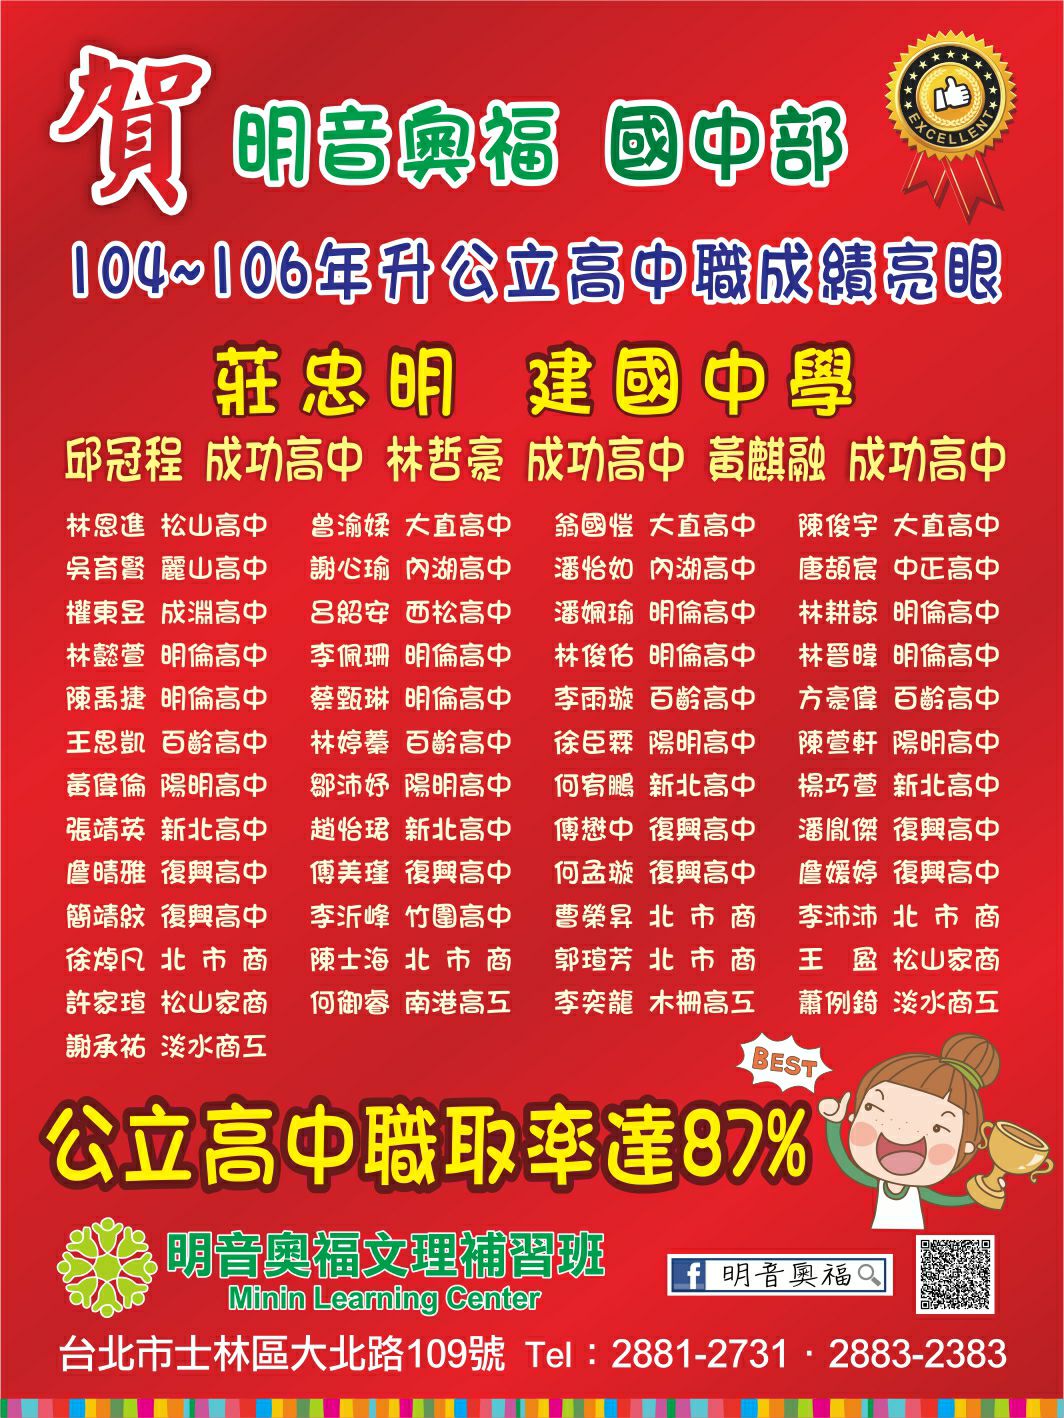 賀 明音奧福 國中部
EXCELLENT
104~106年升公立高中職成績亮眼
莊忠明 建國中學
邱冠程 成功高中 林哲豪 成功高中 黃麒融 成功高中
林恩進 松山高中 曾渝媃 大直高中 翁國愷 大直高中 陳俊宇 大直高中
吳育賢 麗山高中 謝心瑜 內湖高中 潘怡如 內湖高中 唐頡宸 中正高中
權東昱 成淵高中 呂紹安 西松高中 潘姵瑜 明倫高中 林耕諒 明倫高中
林懿萱 明倫高中 李佩珊 明倫高中 林俊佑 明倫高中 林晉暐 明倫高中
陳禹捷 明倫高中 蔡甄琳 明倫高中 李雨璇 百齡高中 方豪偉 百齡高中
王思凱 百齡高中 林婷蓁 百齡高中 徐臣霖 陽明高中 陳萱軒 陽明高中
黃偉倫 陽明高中 鄒沛妤 陽明高中 何宥鵬 新北高中 楊巧萱 新北高中
張靖英 新北高中 趙怡珺 新北高中 傅懋中 復興高中 潘胤傑 復興高中
詹晴雅 復興高中 傅美瑾 復興高中 何孟璇 復興高中 詹媛婷 復興高中
簡靖紋 復興高中 李沂峰 竹圍高中 曹榮昇 北市商 李沛沛 北市商
徐焯凡 北市商 陳士海 北市商 郭瑄芳 北市商 王盈 松山家商
許家瑄 松山家商 何御睿 南港高工 李奕龍 木柵高工 蕭例錡 淡水商工
謝承祐 淡水商工
BEST
公立高中職取率達87%
明音奧福文理補習班
Minin Learning Center
f 明音奧福
台北市士林區大北路109號 Tel：2881-2731．2883-2383